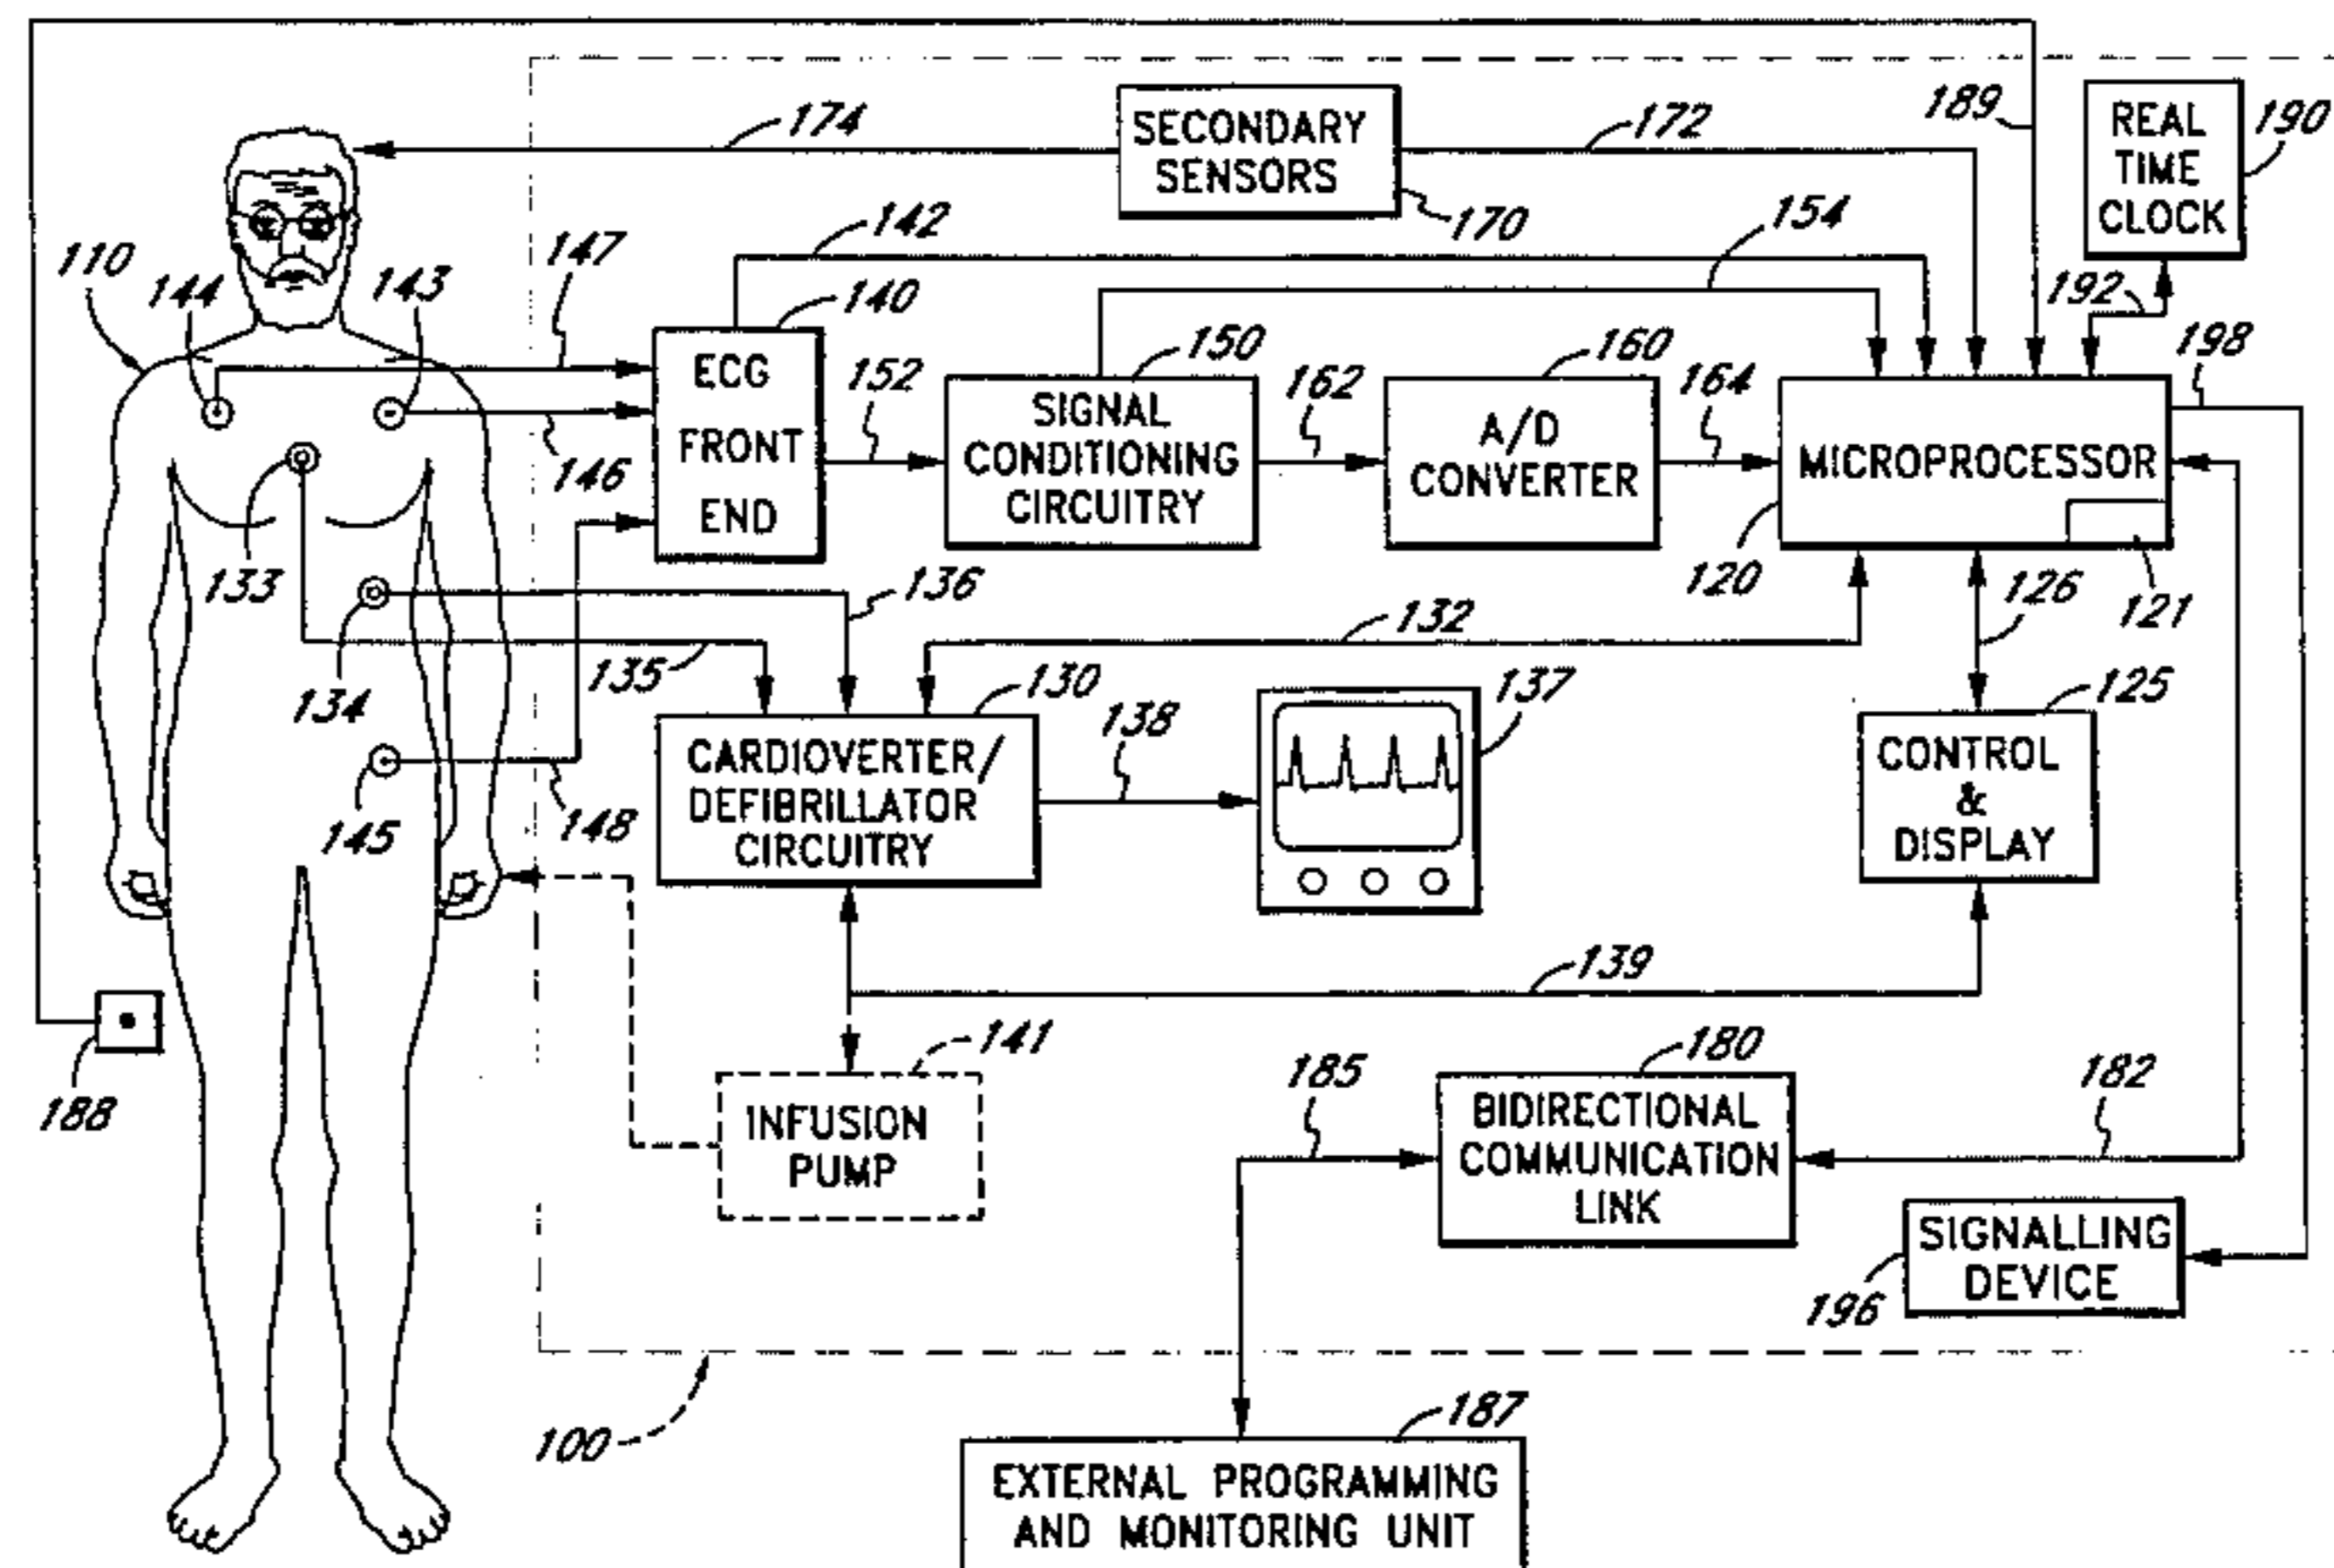 174
SECONDARY
SENSORS
170
172
189
REAL
TIME
CLOCK
190
110
144
143
147
142
140
154
192
198
ECG
FRONT
END
146
152
150
SIGNAL
CONDITIONING
CIRCUITRY
162
160
A/D
CONVERTER
164
MICROPROCESSOR
120
121
126
133
136
132
135
134
130
CARDIOVERTER/
DEFIBRILLATOR
CIRCUITRY
138
137
125
CONTROL
&
DISPLAY
145
148
139
188
141
INFUSION
PUMP
185
180
BIDIRECTIONAL
COMMUNICATION
LINK
182
SIGNALLING
DEVICE
196
100
187
EXTERNAL PROGRAMMING
AND MONITORING UNIT